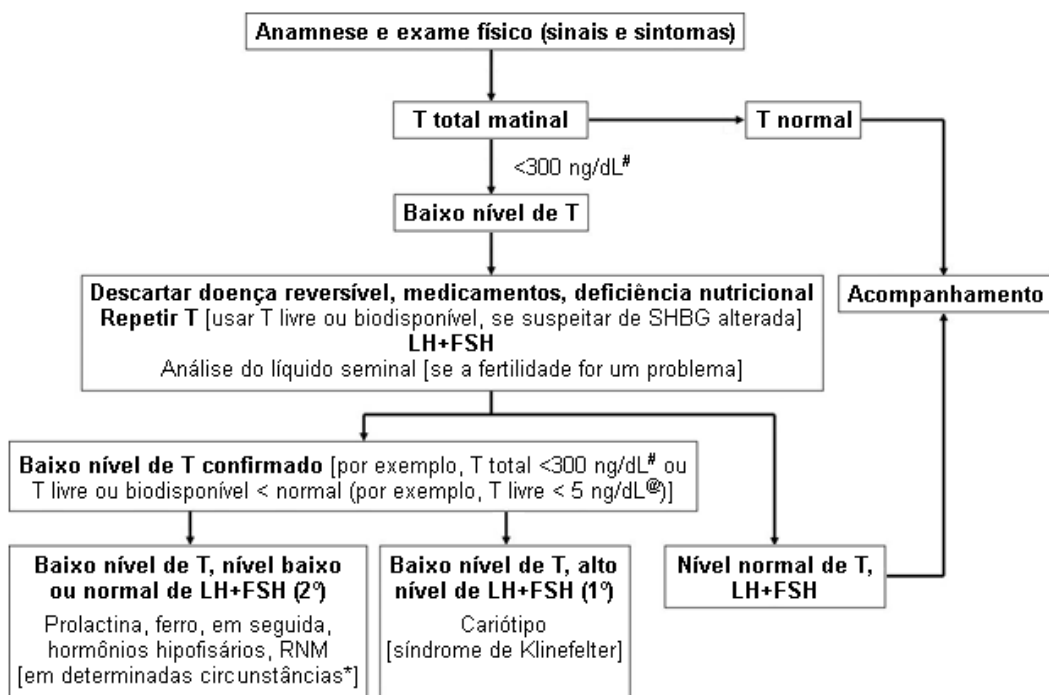 Anamnese e exame físico (sinais e sintomas)
T total matinal
T normal
<300 ng/dL#
Baixo nível de T
Descartar doença reversível, medicamentos, deficiência nutricional
Repetir T [usar T livre ou biodisponível, se suspeitar de SHBG alterada]
LH+FSH
Análise do líquido seminal [se a fertilidade for um problema]
Acompanhamento
Baixo nível de T confirmado [por exemplo, T total <300 ng/dL# ou
T livre ou biodisponível < normal (por exemplo, T livre < 5 ng/dL@)]
Baixo nível de T, nível baixo
ou normal de LH+FSH (2º)
Prolactina, ferro, em seguida,
hormônios hipofisários, RNM
[em determinadas circunstâncias*]
Baixo nível de T, alto
nível de LH+FSH (1º)
Cariótipo
[síndrome de Klinefelter]
Nível normal de T,
LH+FSH